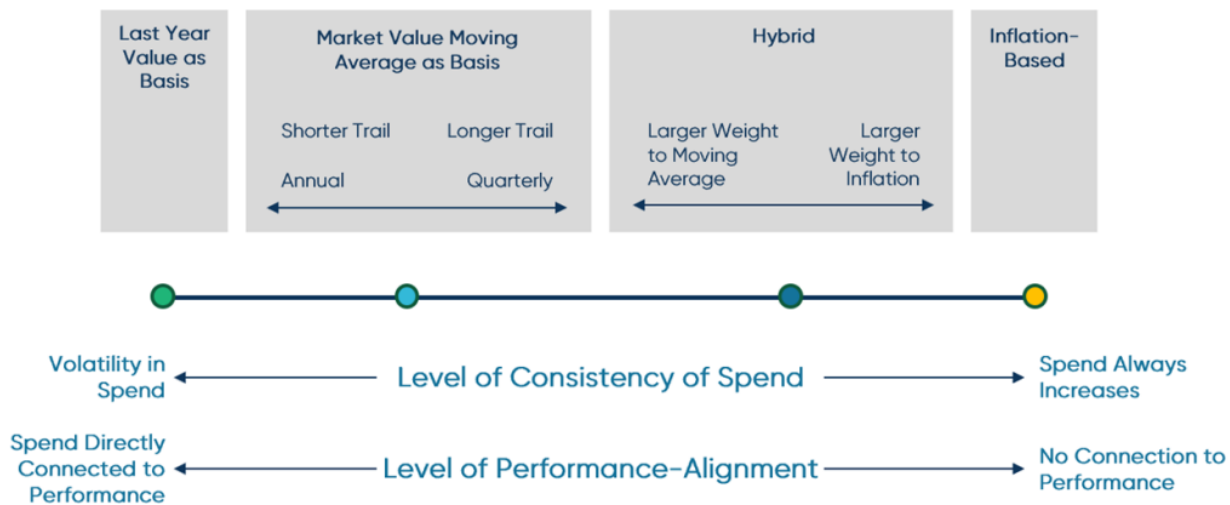 Last Year
Value as
Basis
Market Value Moving
Average as Basis
Shorter Trail
Longer Trail
Annual
Quarterly
Hybrid
Larger Weight
to Moving
Average
Larger
Weight to
Inflation
Inflation-
Based
Volatility in
Spend
Level of Consistency of Spend
Spend Always
Increases
Spend Directly
Connected to
Performance
Level of Performance-Alignment
No Connection to
Performance